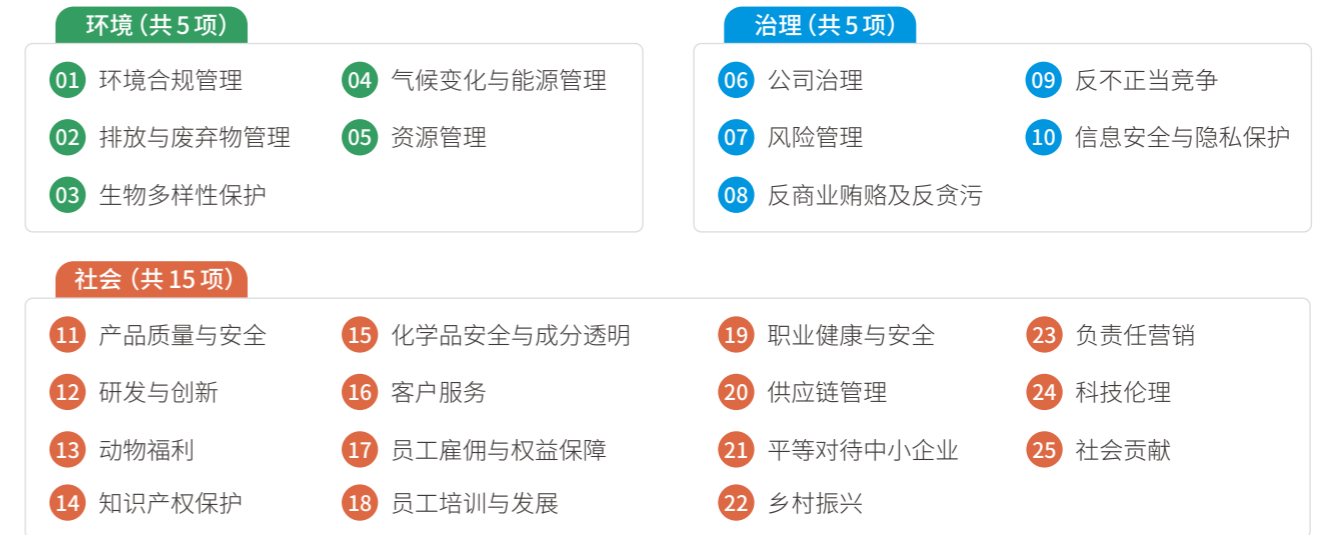 环境（共5项）
01 环境合规管理
02 排放与废弃物管理
03 生物多样性保护
04 气候变化与能源管理
05 资源管理
治理（共5项）
06 公司治理
07 风险管理
08 反商业贿赂及反贪污
09 反不正当竞争
10 信息安全与隐私保护
社会（共15项）
11 产品质量与安全
12 研发与创新
13 动物福利
14 知识产权保护
15 化学品安全与成分透明
16 客户服务
17 员工雇佣与权益保障
18 员工培训与发展
19 职业健康与安全
20 供应链管理
21 平等对待中小企业
22 乡村振兴
23 负责任营销
24 科技伦理
25 社会贡献